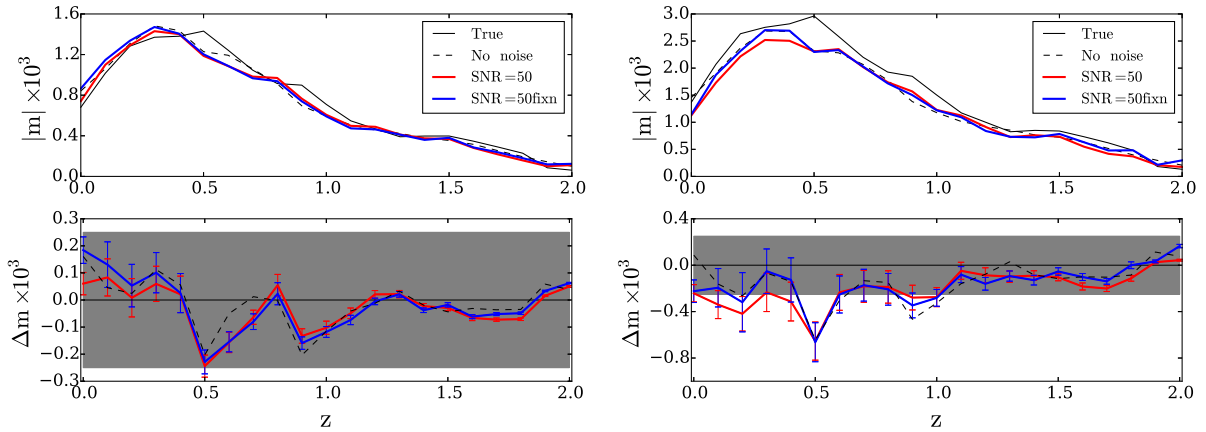 |m| ×10³
1.6
1.2
0.8
0.4
0.0
0.0 0.5 1.0 1.5 2.0
True
No noise
SNR=50
SNR=50fixn
Δm ×10³
0.3
0.2
0.1
0.0
−0.1
−0.2
−0.3
0.0 0.5 1.0 1.5 2.0
z
|m| ×10³
3.0
2.5
2.0
1.5
1.0
0.5
0.0
0.0 0.5 1.0 1.5 2.0
True
No noise
SNR=50
SNR=50fixn
Δm ×10³
0.4
0.0
−0.4
−0.8
0.0 0.5 1.0 1.5 2.0
z